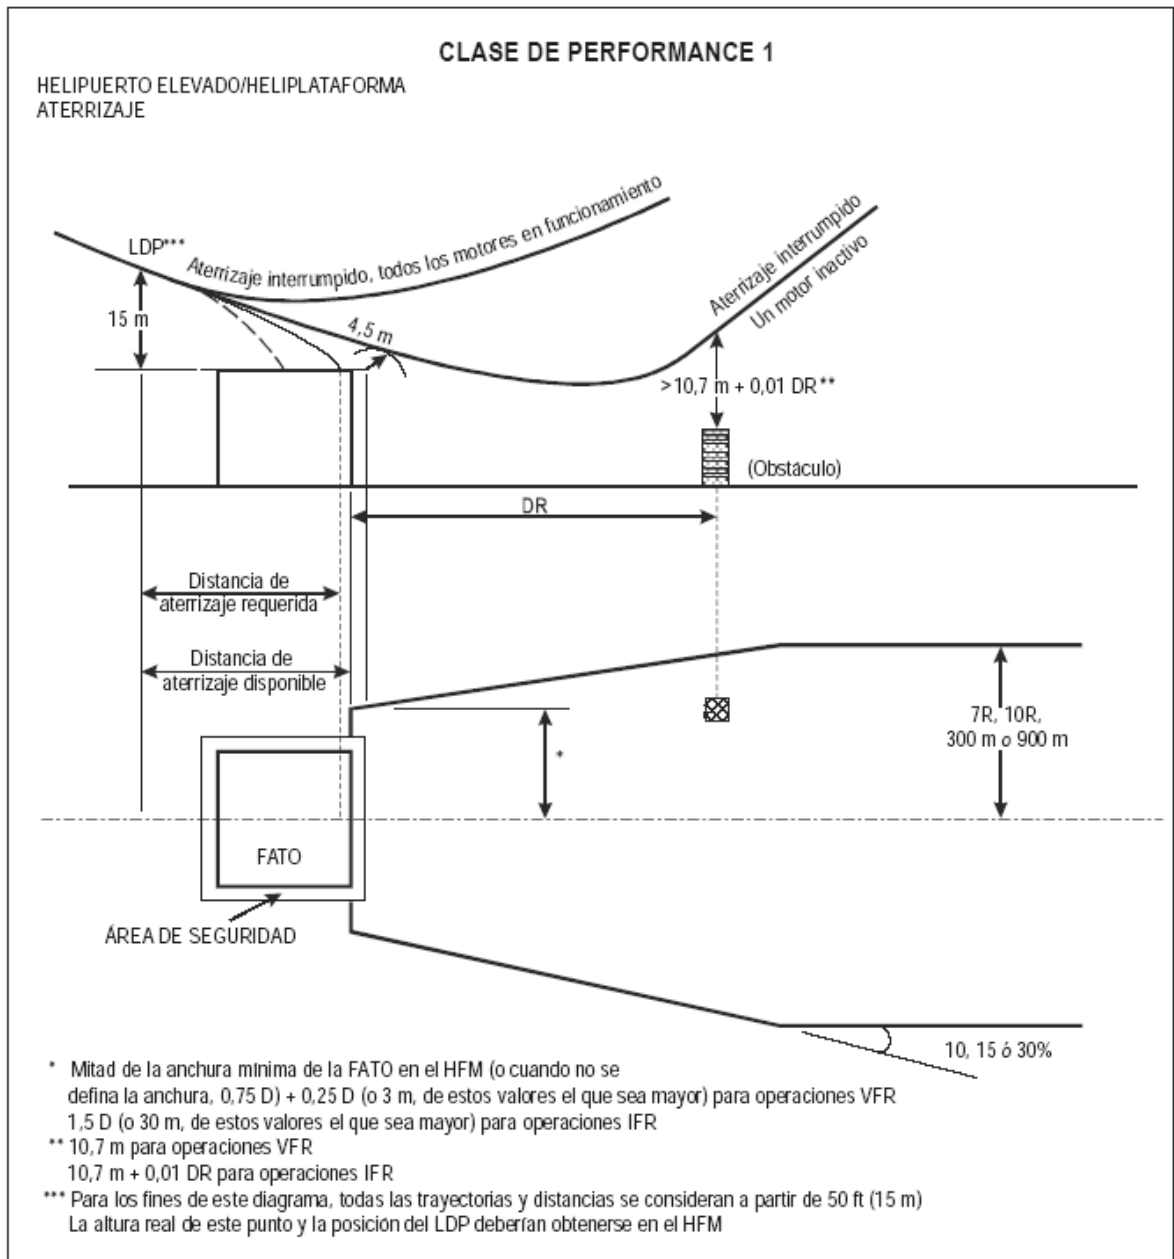 CLASE DE PERFORMANCE 1
HELIPUERTO ELEVADO/HELIPLATAFORMA
ATERRIZAJE
LDP***
Aterrizaje interrumpido, todos los motores en funcionamiento
Aterrizaje interrumpido
Un motor inactivo
15 m
4,5 m
>10,7 m + 0,01 DR**
(Obstáculo)
DR
Distancia de
aterrizaje requerida
Distancia de
aterrizaje disponible
7R, 10R,
300 m o 900 m
*
FATO
ÁREA DE SEGURIDAD
10, 15 ó 30%
* Mitad de la anchura mínima de la FATO en el HFM (o cuando no se
defina la anchura, 0,75 D) + 0,25 D (o 3 m, de estos valores el que sea mayor) para operaciones VFR
1,5 D (o 30 m, de estos valores el que sea mayor) para operaciones IFR
** 10,7 m para operaciones VFR
10,7 m + 0,01 DR para operaciones IFR
*** Para los fines de este diagrama, todas las trayectorias y distancias se consideran a partir de 50 ft (15 m)
La altura real de este punto y la posición del LDP deberían obtenerse en el HFM